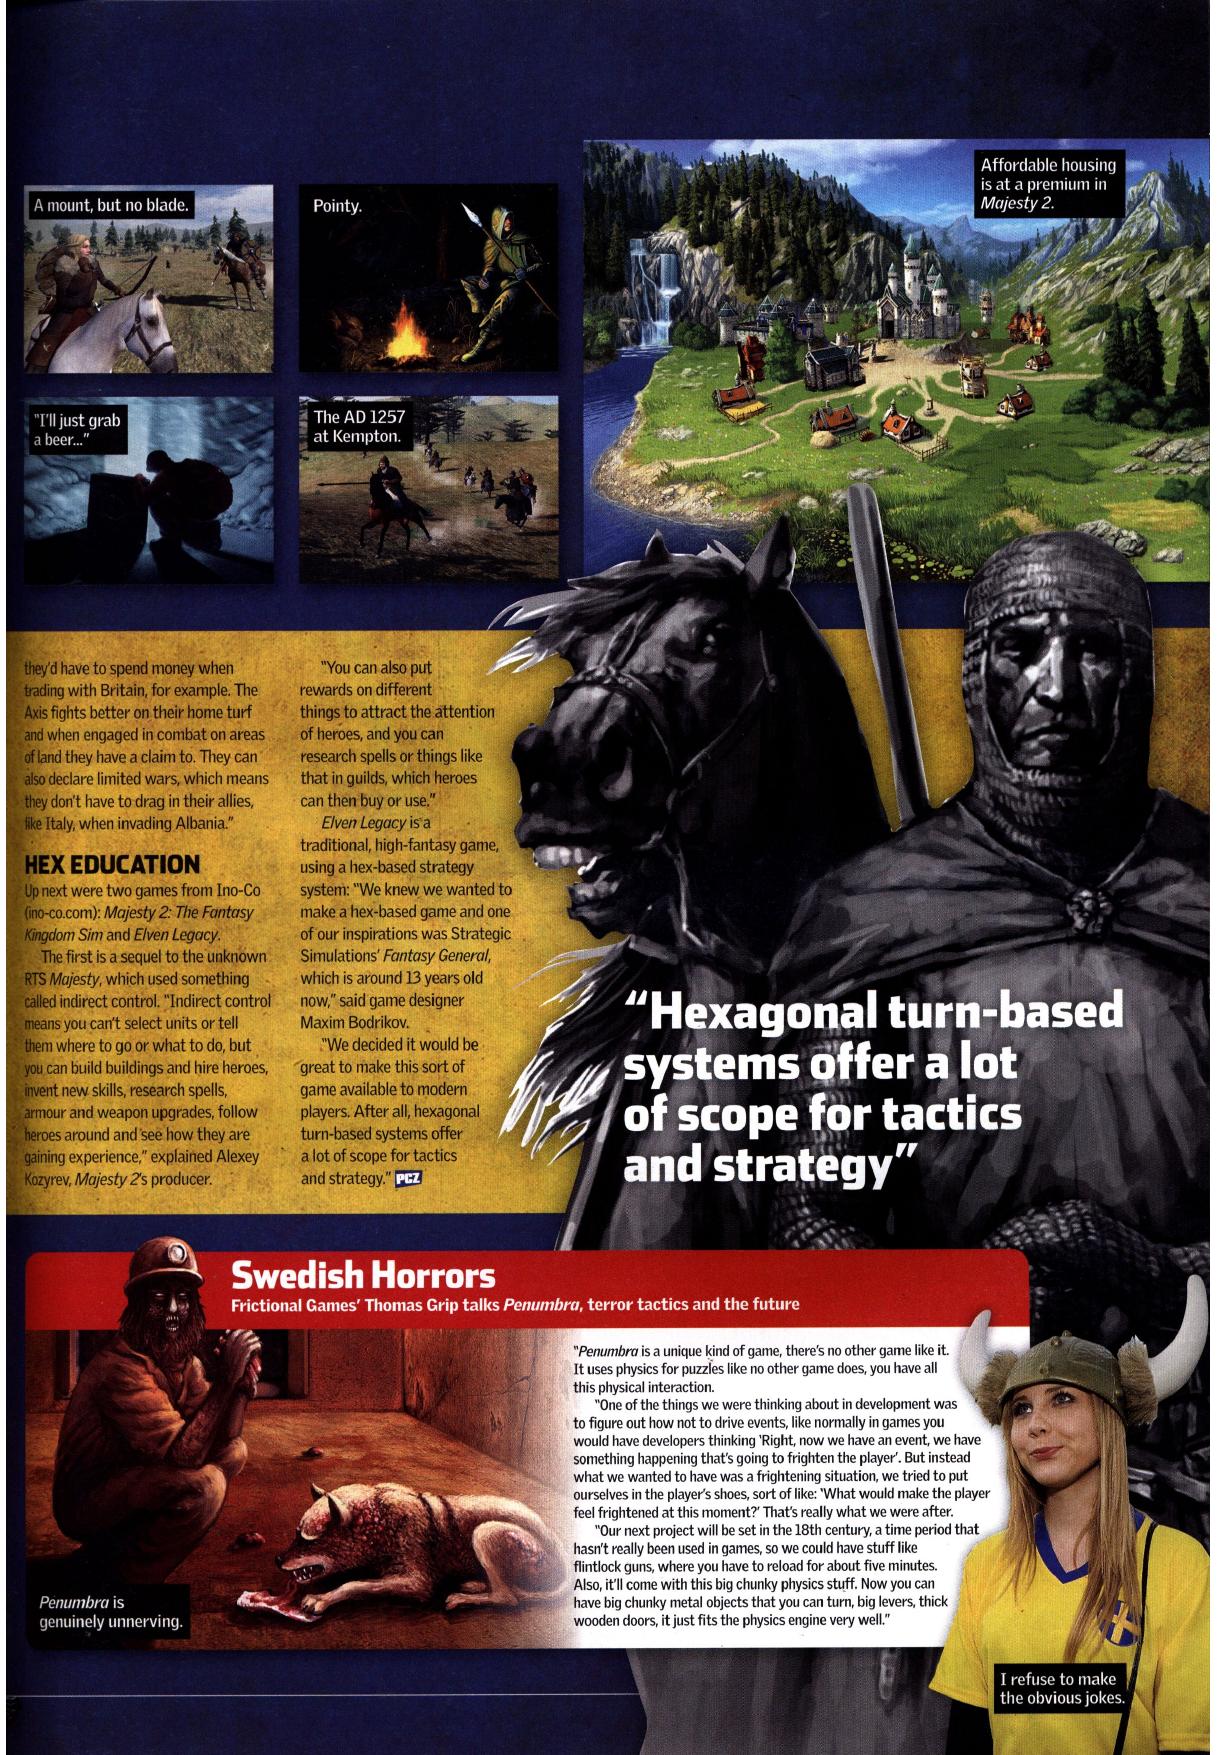 A mount, but no blade.
Pointy.
Affordable housing
is at a premium in
Majesty 2.
"I'll just grab
a beer..."
The AD 1257
at Kempton.
they'd have to spend money when
trading with Britain, for example. The
Axis fights better on their home turf
and when engaged in combat on areas
of land they have a claim to. They can
also declare limited wars, which means
they don't have to drag in their allies,
like Italy, when invading Albania."
HEX EDUCATION
Up next were two games from Ino-Co
(ino-co.com): Majesty 2: The Fantasy
Kingdom Sim and Elven Legacy.
The first is a sequel to the unknown
RTS Majesty, which used something
called indirect control. "Indirect control
means you can't select units or tell
them where to go or what to do, but
you can build buildings and hire heroes,
invent new skills, research spells,
armour and weapon upgrades, follow
heroes around and see how they are
gaining experience," explained Alexey
Kozyrev, Majesty 2's producer.
"You can also put
rewards on different
things to attract the attention
of heroes, and you can
research spells or things like
that in guilds, which heroes
can then buy or use."
Elven Legacy is a
traditional, high-fantasy game,
using a hex-based strategy
system: "We knew we wanted to
make a hex-based game and one
of our inspirations was Strategic
Simulations' Fantasy General,
which is around 13 years old
now," said game designer
Maxim Bodrikov.
"We decided it would be
great to make this sort of
game available to modern
players. After all, hexagonal
turn-based systems offer
a lot of scope for tactics
and strategy." PCZ
"Hexagonal turn-based
systems offer a lot
of scope for tactics
and strategy"
Swedish Horrors
Frictional Games' Thomas Grip talks Penumbra, terror tactics and the future
"Penumbra is a unique kind of game, there's no other game like it.
It uses physics for puzzles like no other game does, you have all
this physical interaction.
"One of the things we were thinking about in development was
to figure out how not to drive events, like normally in games you
would have developers thinking 'Right, now we have an event, we have
something happening that's going to frighten the player'. But instead
what we wanted to have was a frightening situation, we tried to put
ourselves in the player's shoes, sort of like: 'What would make the player
feel frightened at this moment?' That's really what we were after.
"Our next project will be set in the 18th century, a time period that
hasn't really been used in games, so we could have stuff like
flintlock guns, where you have to reload for about five minutes.
Also, it'll come with this big chunky physics stuff. Now you can
have big chunky metal objects that you can turn, big levers, thick
wooden doors, it just fits the physics engine very well."
Penumbra is
genuinely unnerving.
I refuse to make
the obvious jokes.